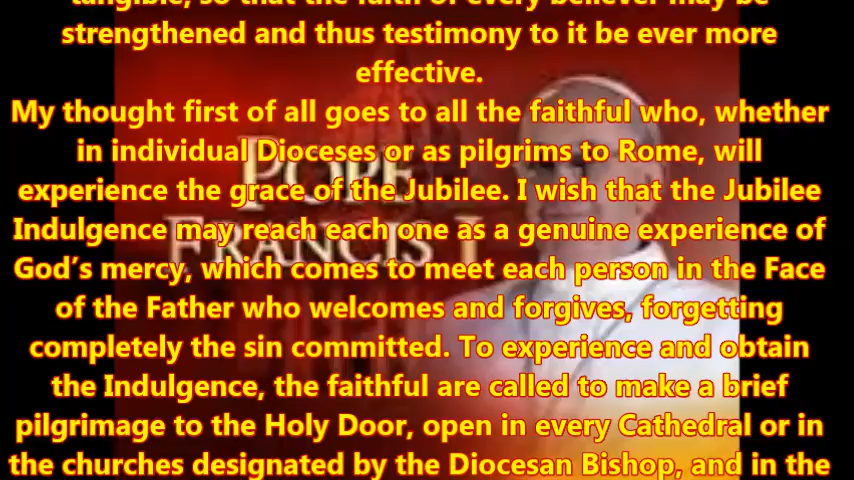 tangible, so that the faith of every believer may be
strengthened and thus testimony to it be ever more
effective.
My thought first of all goes to all the faithful who, whether
in individual Dioceses or as pilgrims to Rome, will
experience the grace of the Jubilee. I wish that the Jubilee
Indulgence may reach each one as a genuine experience of
God’s mercy, which comes to meet each person in the Face
of the Father who welcomes and forgives, forgetting
completely the sin committed. To experience and obtain
the Indulgence, the faithful are called to make a brief
pilgrimage to the Holy Door, open in every Cathedral or in
the churches designated by the Diocesan Bishop, and in the
POPE
FRANCIS I